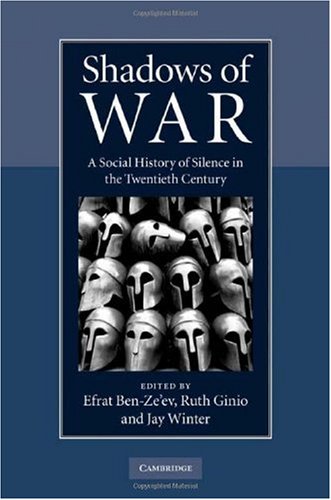 Shadows of
WAR
A Social History of Silence in
the Twentieth Century
EDITED BY
Efrat Ben-Ze'ev, Ruth Ginio
and Jay Winter
CAMBRIDGE